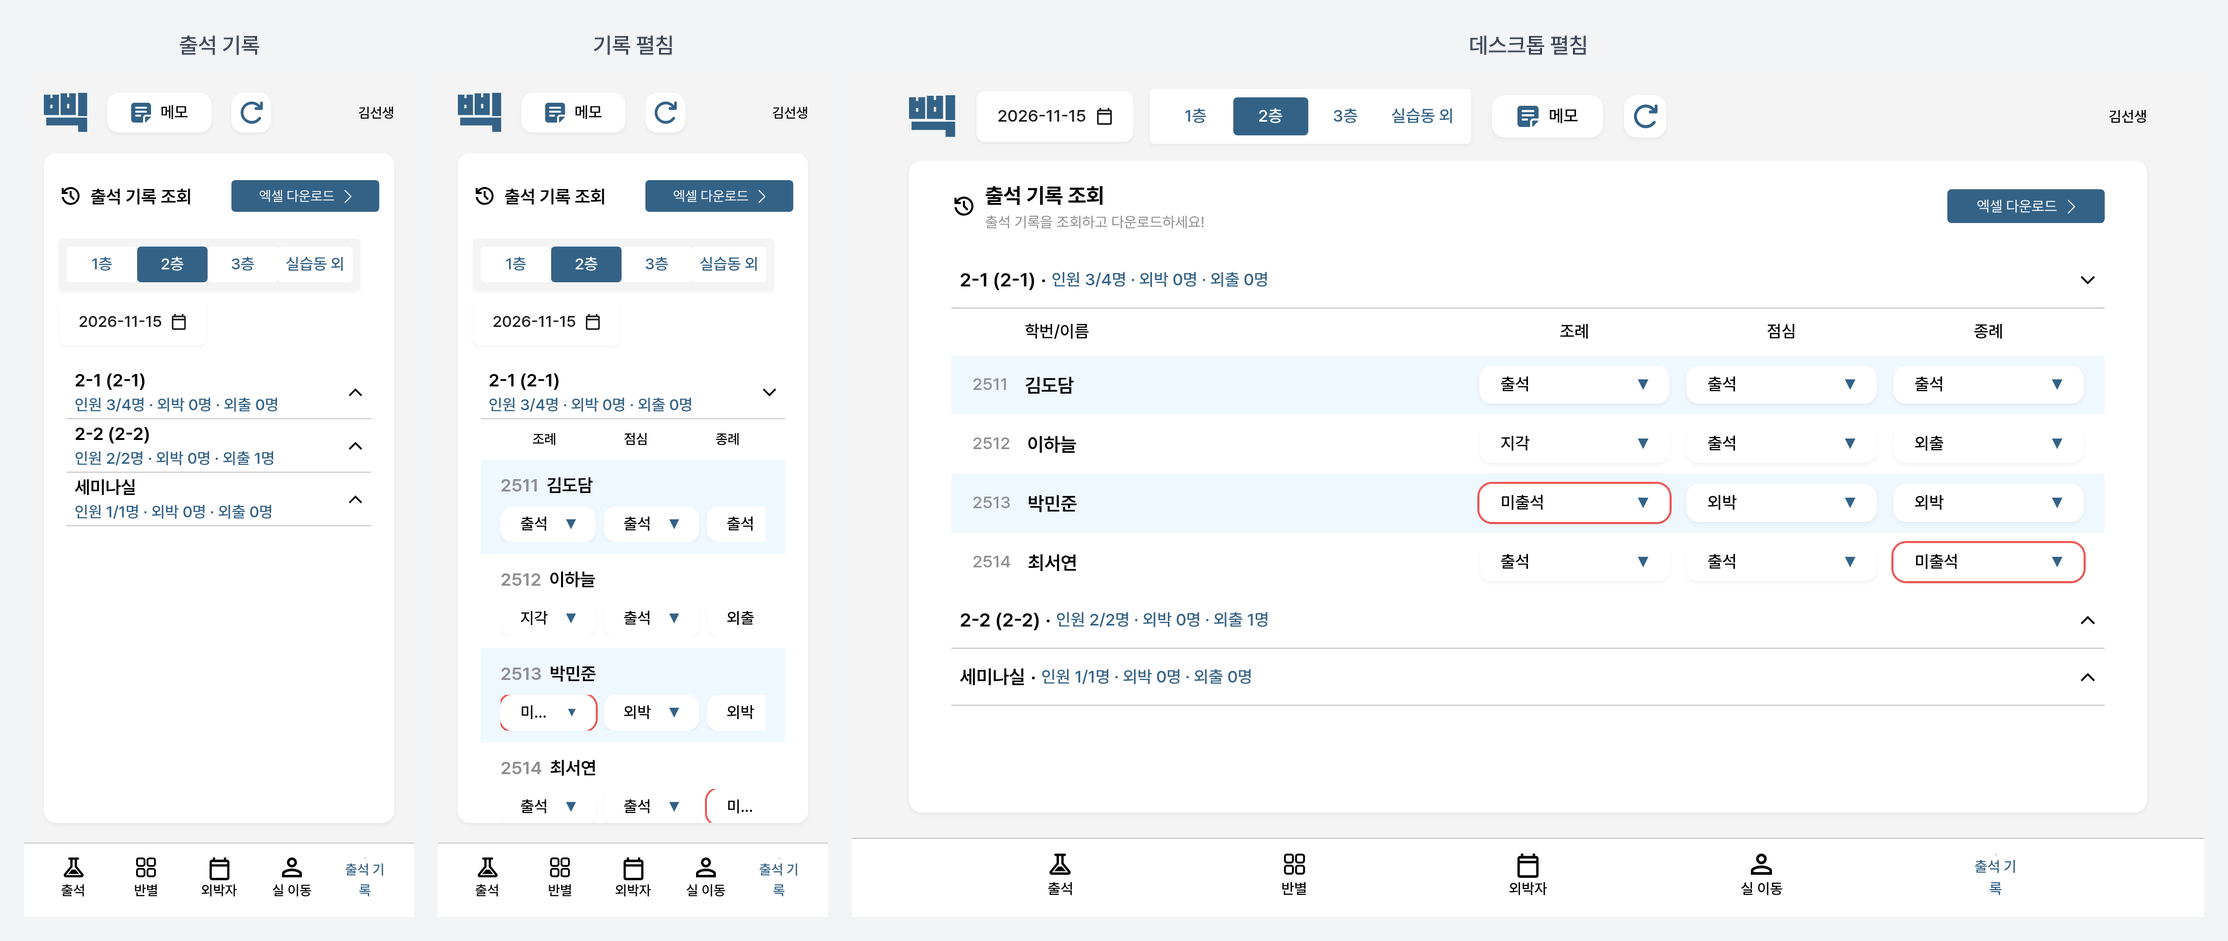 출석 기록
메모
김선생
출석 기록 조회
엑셀 다운로드
1층 2층 3층 실습동 외
2026-11-15
2-1 (2-1)
인원 3/4명 · 외박 0명 · 외출 0명
2-2 (2-2)
인원 2/2명 · 외박 0명 · 외출 1명
세미나실
인원 1/1명 · 외박 0명 · 외출 0명
출석 반별 외박자 실 이동 출석 기
록
기록 펼침
메모
김선생
출석 기록 조회
엑셀 다운로드
1층 2층 3층 실습동 외
2026-11-15
2-1 (2-1)
인원 3/4명 · 외박 0명 · 외출 0명
조례 점심 종례
2511 김도담
출석 ▼ 출석 ▼ 출석
2512 이하늘
지각 ▼ 출석 ▼ 외출
2513 박민준
미... ▼ 외박 ▼ 외박
2514 최서연
출석 ▼ 출석 ▼ 미...
출석 반별 외박자 실 이동 출석 기
록
데스크톱 펼침
빽 2026-11-15 1층 2층 3층 실습동 외 메모 김선생
출석 기록 조회
출석 기록을 조회하고 다운로드하세요!
엑셀 다운로드
2-1 (2-1) · 인원 3/4명 · 외박 0명 · 외출 0명
학번/이름 조례 점심 종례
2511 김도담 출석 ▼ 출석 ▼ 출석 ▼
2512 이하늘 지각 ▼ 출석 ▼ 외출 ▼
2513 박민준 미출석 ▼ 외박 ▼ 외박 ▼
2514 최서연 출석 ▼ 출석 ▼ 미출석 ▼
2-2 (2-2) · 인원 2/2명 · 외박 0명 · 외출 1명
세미나실 · 인원 1/1명 · 외박 0명 · 외출 0명
출석 반별 외박자 실 이동 출석 기
록